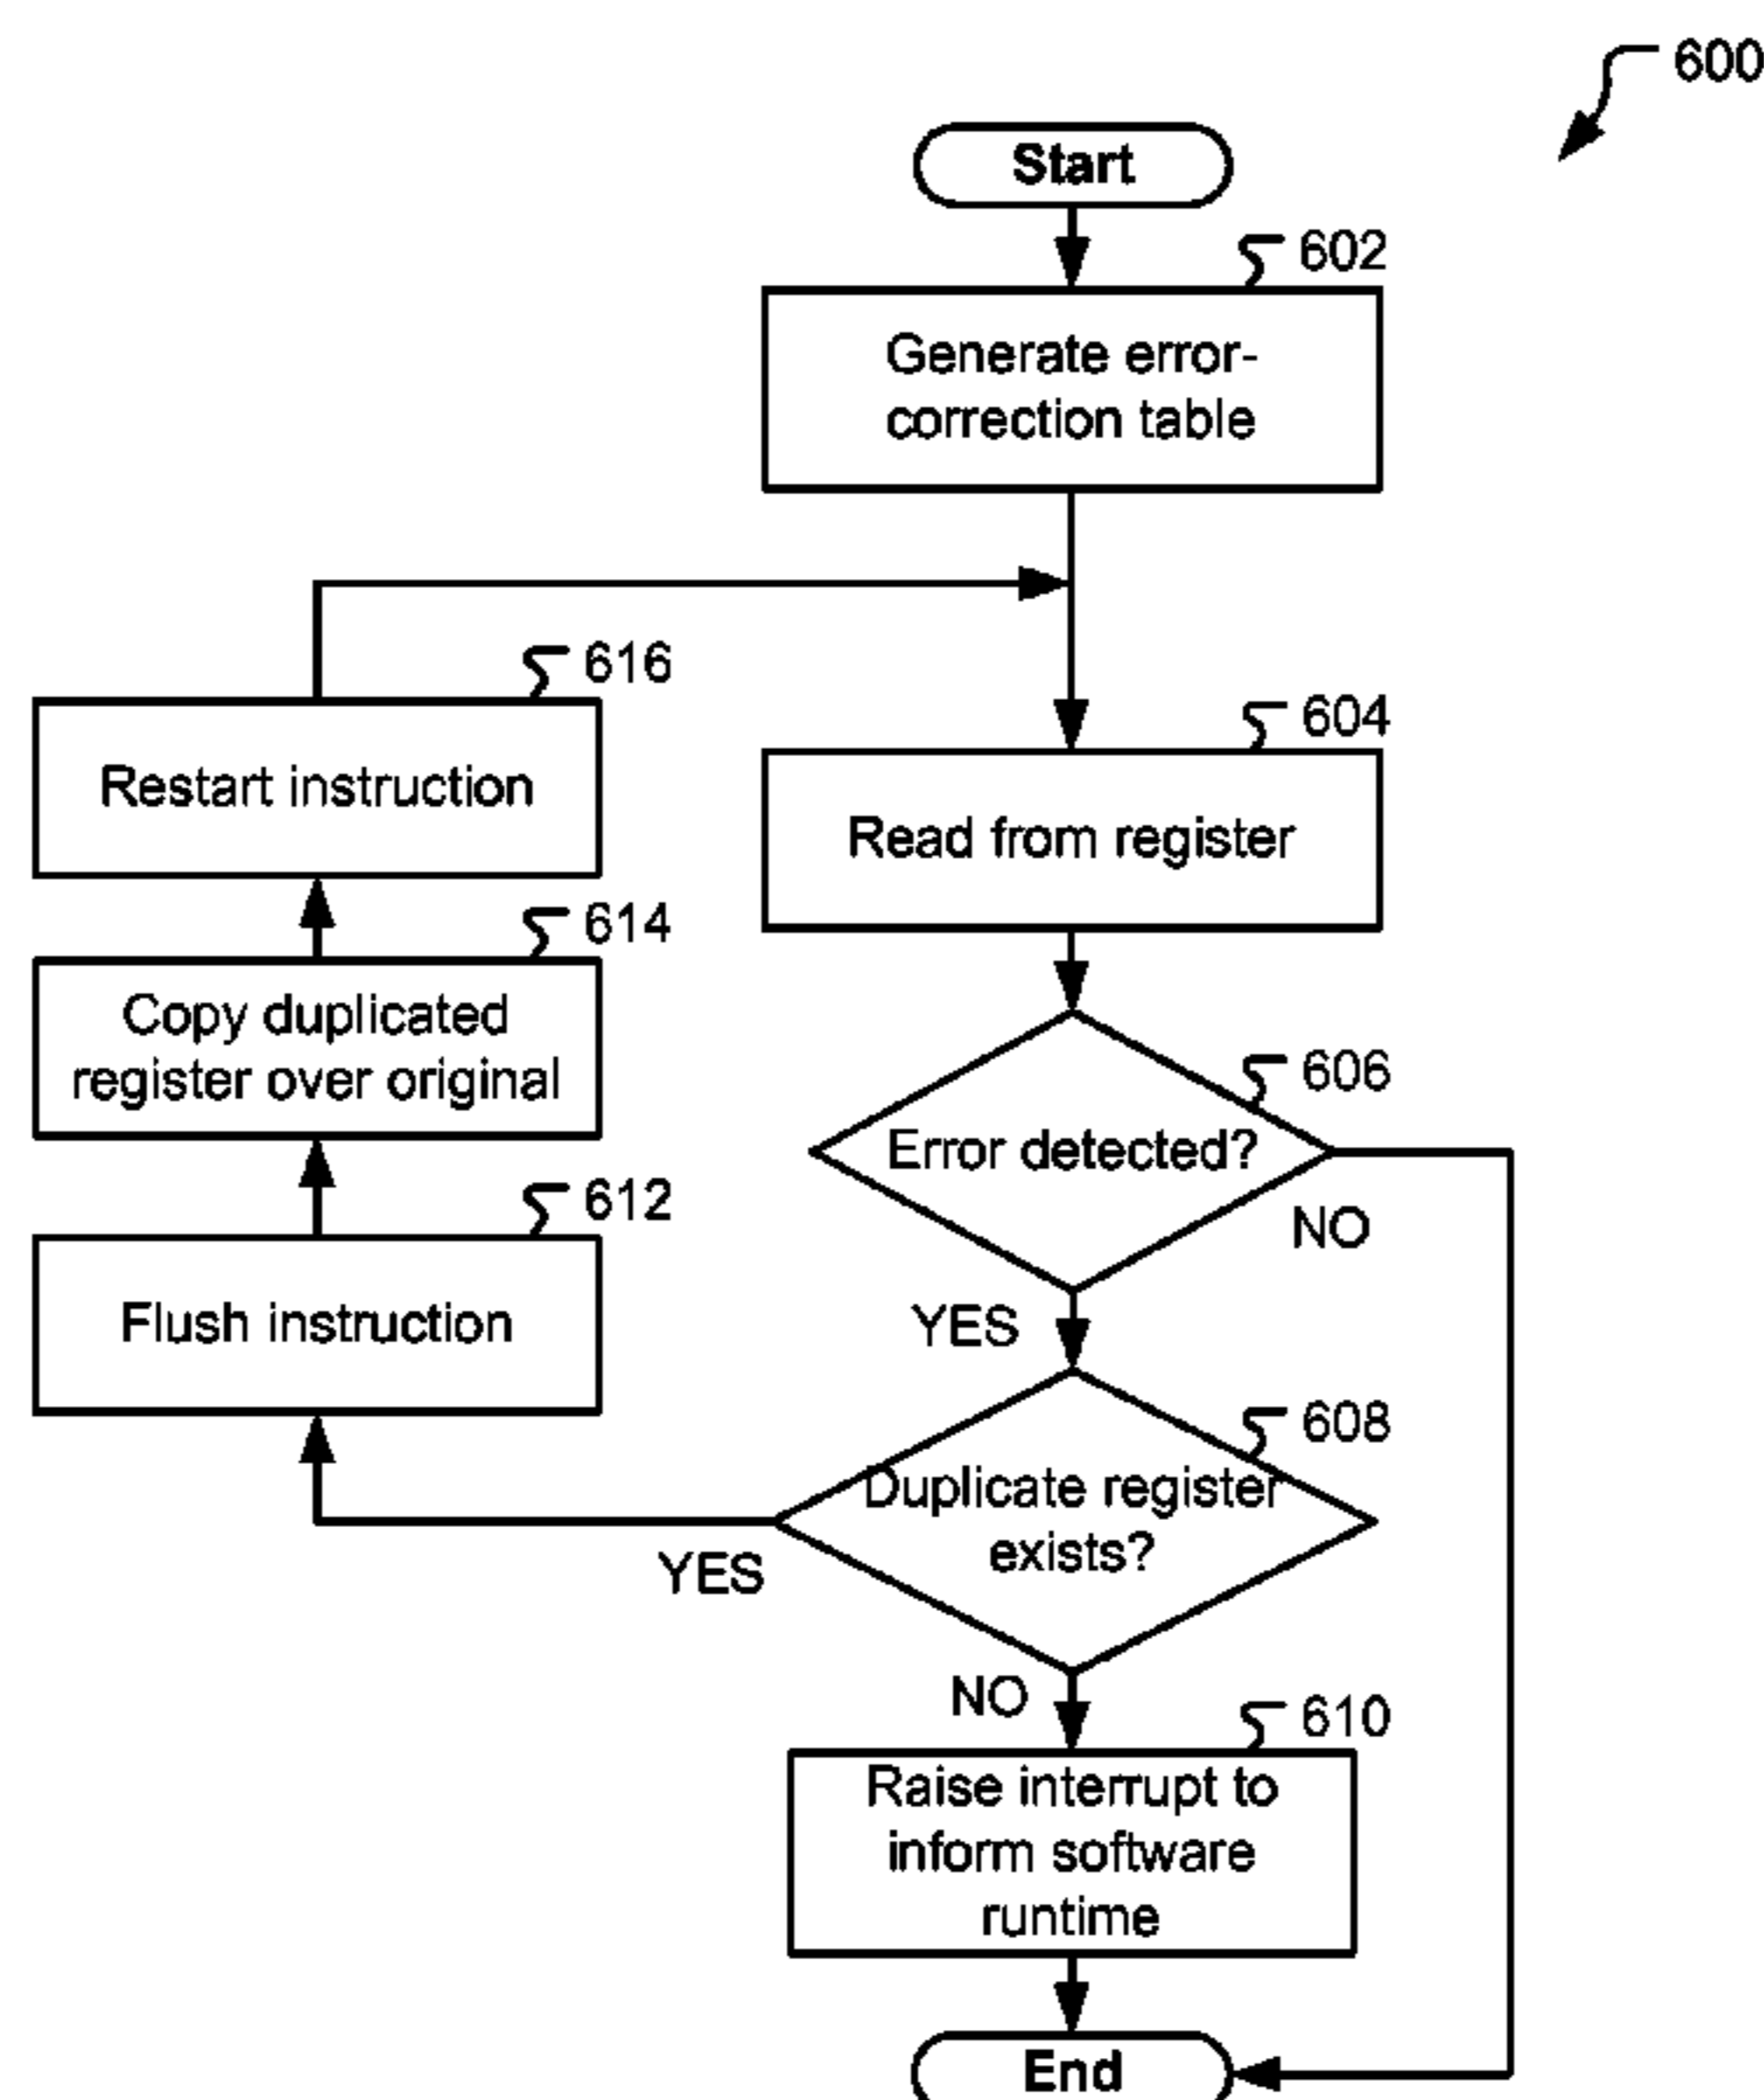 600
Start
602
Generate error-
correction table
616
Restart instruction
604
Read from register
614
Copy duplicated
register over original
606
Error detected?
NO
YES
612
Flush instruction
608
Duplicate register
exists?
YES
NO
610
Raise interrupt to
inform software
runtime
End